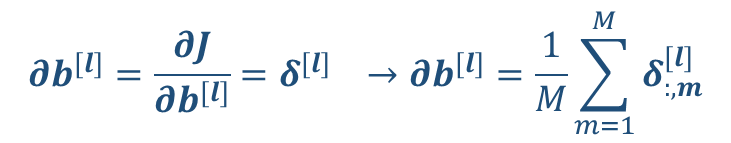 ∂b^[l] = ∂J/∂b^[l] = δ^[l] → ∂b^[l] = 1/M ∑_{m=1}^{M} δ^[l]_{:,m}